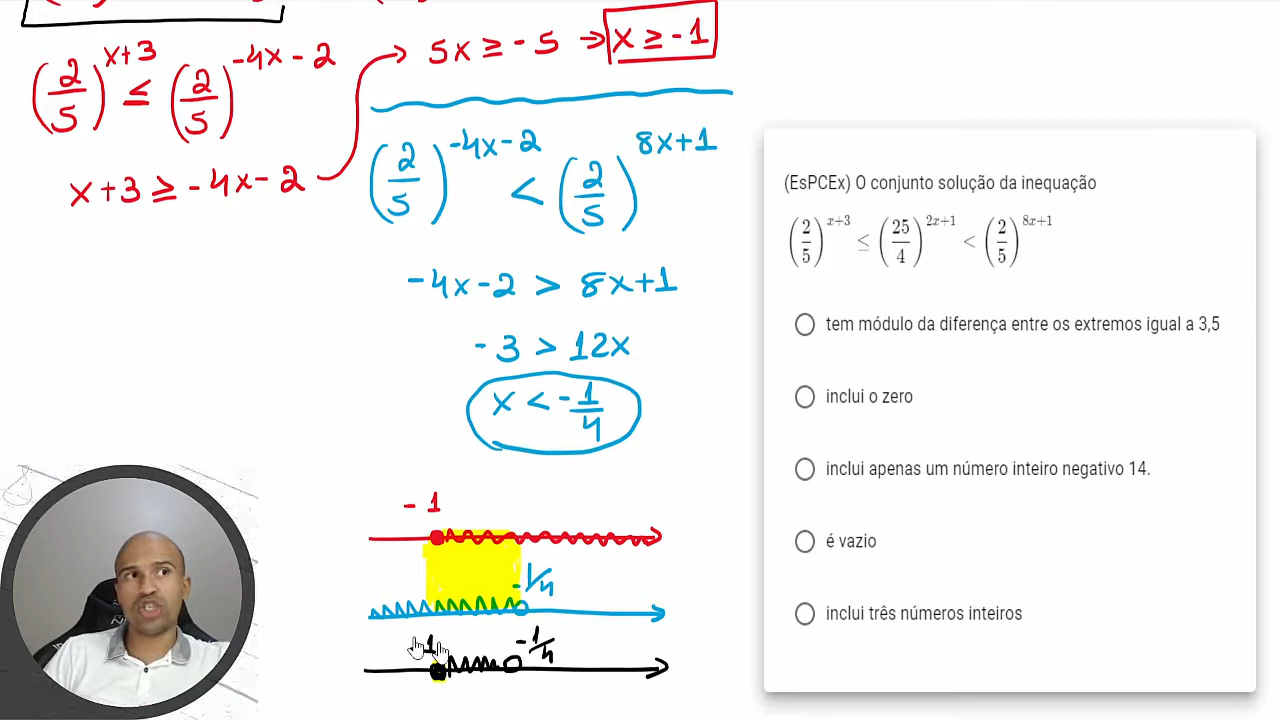 (2/5)^(x+3) ≤ (2/5)^(-4x-2)
x+3 ≥ -4x-2
→ 5x ≥ -5 → x ≥ -1
(2/5)^(-4x-2) < (2/5)^(8x+1)
-4x-2 > 8x+1
-3 > 12x
x < -1/4
-1
-1/4
-1 -1/4
(EsPCEx) O conjunto solução da inequação
(2/5)^(x+3) ≤ (25/4)^(2x+1) < (2/5)^(8x+1)
tem módulo da diferença entre os extremos igual a 3,5
inclui o zero
inclui apenas um número inteiro negativo 14.
é vazio
inclui três números inteiros